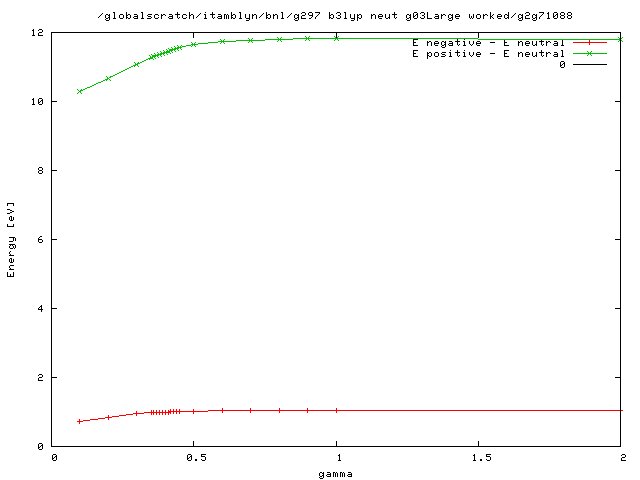 /globalscratch/itamblyn/bnl/g297 b3lyp neut g03Large worked/g2g71088
E negative - E neutral
E positive - E neutral
0
12
10
8
6
4
2
0
Energy [eV]
0 0.5 1 1.5 2
gamma